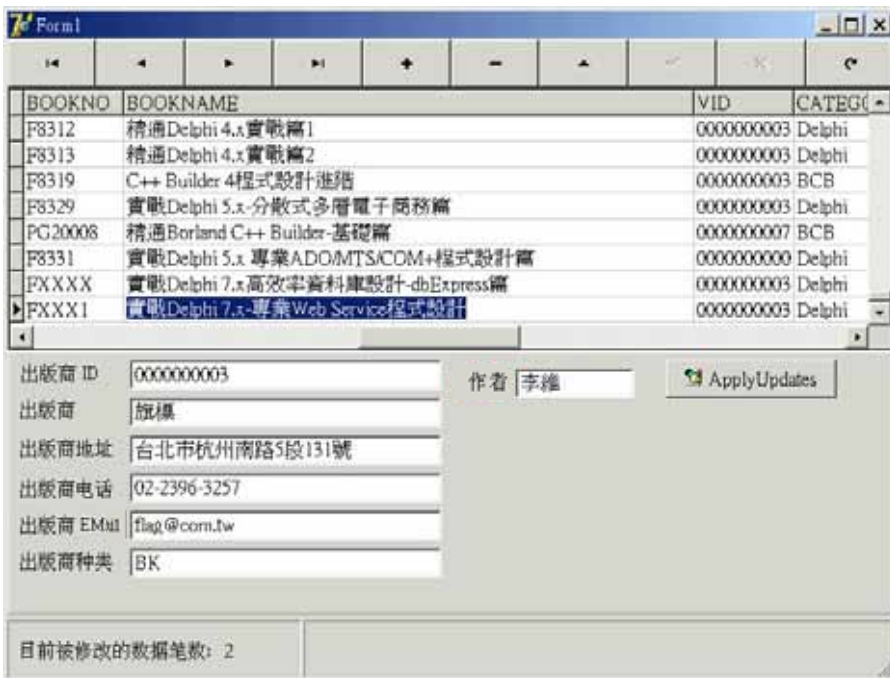 Form1
BOOKNO BOOKNAME VID CATEGO
F8312 精通Delphi 4.x實戰篇1 0000000003 Delphi
F8313 精通Delphi 4.x實戰篇2 0000000003 Delphi
F8319 C++ Builder 4程式設計進階 0000000003 BCB
F8329 實戰Delphi 5.x-分散式多層電子商務篇 0000000003 Delphi
PG20008 精通Borland C++ Builder-基礎篇 0000000007 BCB
F8331 實戰Delphi 5.x 專業ADO/MTS/COM+程式設計篇 0000000000 Delphi
FXXXX 實戰Delphi 7.x高效率資料庫設計-dbExpress篇 0000000003 Delphi
FXXX1 實戰Delphi 7.x-專業Web Service程式設計 0000000003 Delphi
出版商 ID 0000000003 作者 李維 ApplyUpdates
出版商 旗標
出版商地址 台北市杭州南路5段131號
出版商电话 02-2396-3257
出版商 EMail flag@com.tw
出版商种类 BK
目前被修改的数据笔数: 2